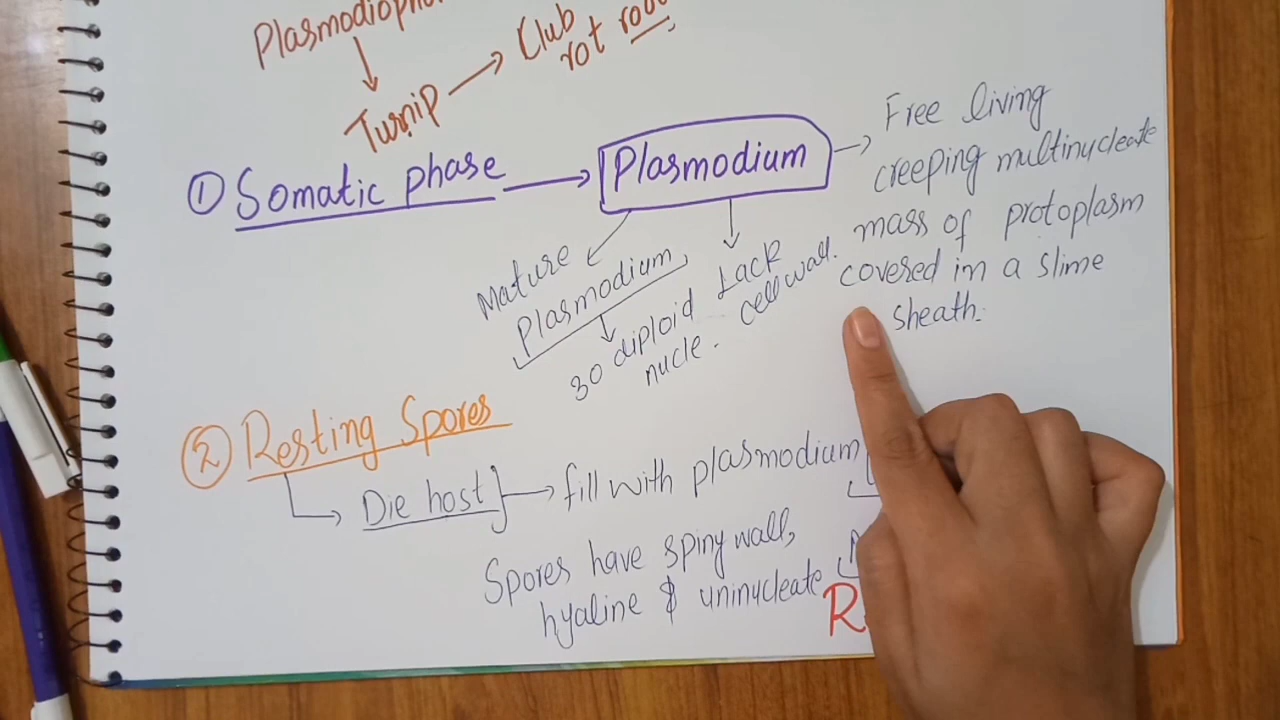 Plasmodiopho
Turnip → Club
rot roo
① Somatic phase → Plasmodium → Free living
creeping multinucleate
mass of protoplasm
covered in a slime
sheath.
Mature
Plasmodium,
30 diploid
nucle.
Lack
cell wall.
② Resting Spores
Die host → fill with plasmodium
Spores have spiny wall,
hyaline & uninucleate
R